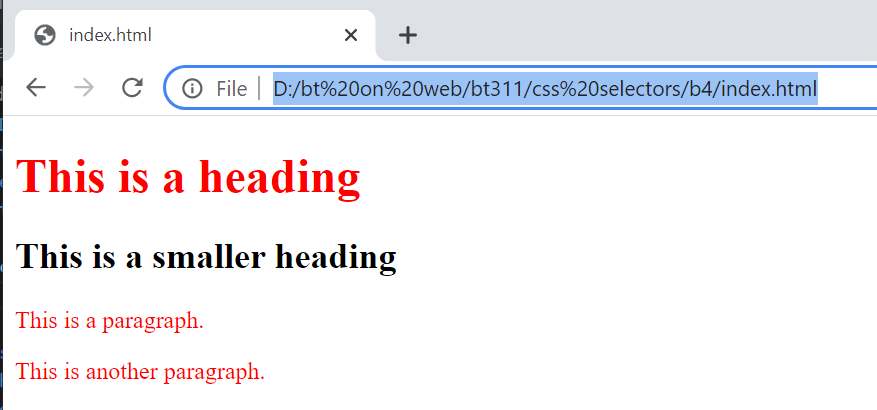 index.html
File D:/bt%20on%20web/bt311/css%20selectors/b4/index.html
This is a heading
This is a smaller heading
This is a paragraph.
This is another paragraph.